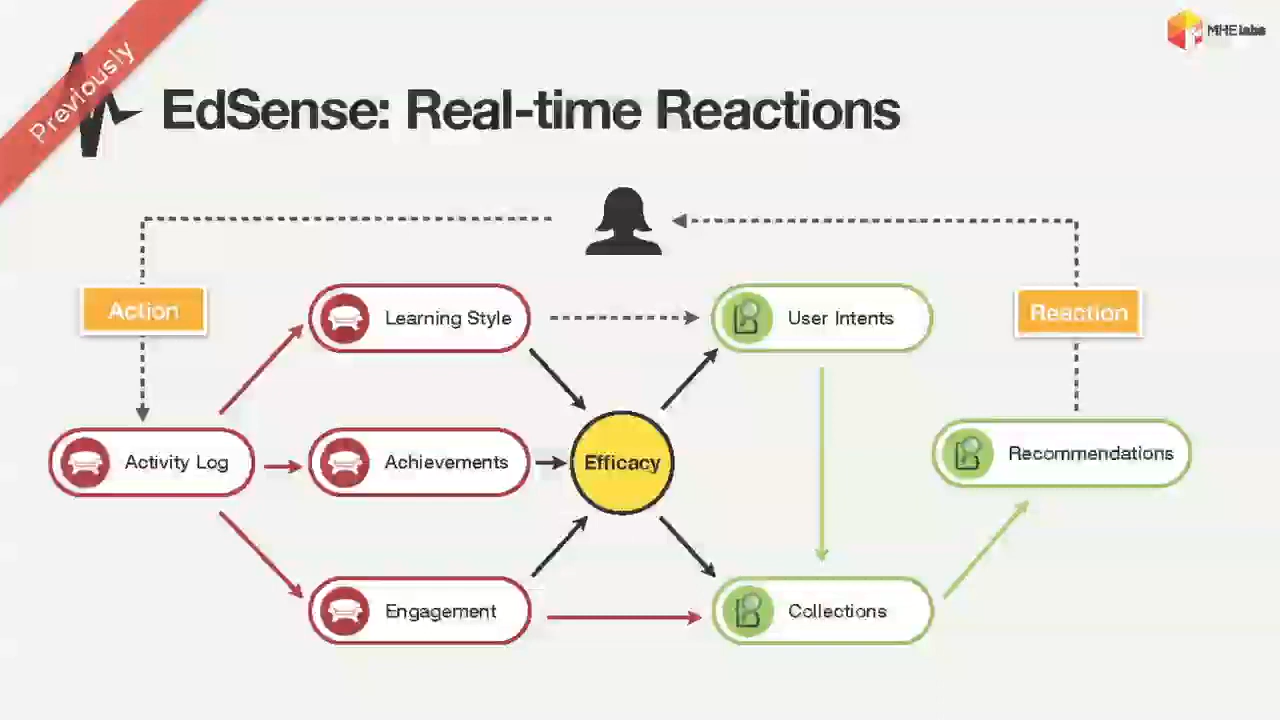 Previously
MHE labs
EdSense: Real-time Reactions
Action
Reaction
Learning Style
User Intents
Activity Log
Achievements
Efficacy
Recommendations
Engagement
Collections